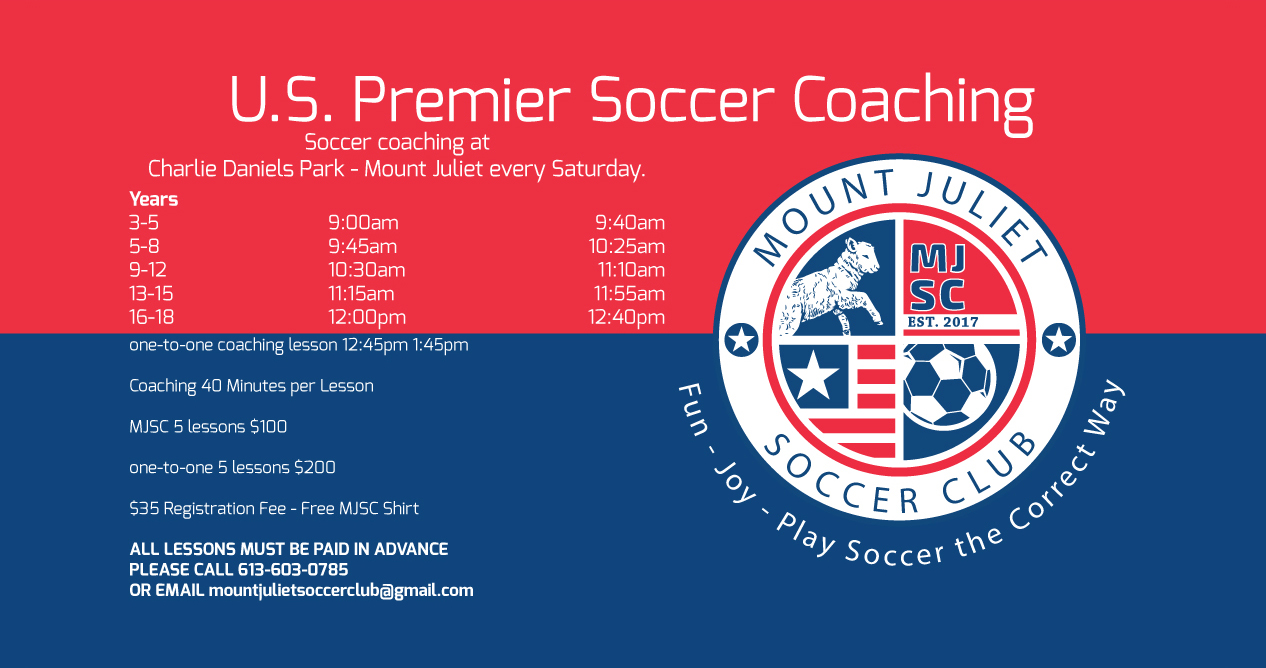 U.S. Premier Soccer Coaching
Soccer coaching at
Charlie Daniels Park - Mount Juliet every Saturday.
Years
3-5 9:00am 9:40am
5-8 9:45am 10:25am
9-12 10:30am 11:10am
13-15 11:15am 11:55am
16-18 12:00pm 12:40pm
one-to-one coaching lesson 12:45pm 1:45pm
Coaching 40 Minutes per Lesson
MJSC 5 lessons $100
one-to-one 5 lessons $200
$35 Registration Fee - Free MJSC Shirt
ALL LESSONS MUST BE PAID IN ADVANCE
PLEASE CALL 613-603-0785
OR EMAIL mountjulietsoccerclub@gmail.com
MOUNT JULIET
MJ
SC
EST. 2017
SOCCER CLUB
Fun - Joy - Play Soccer the Correct Way